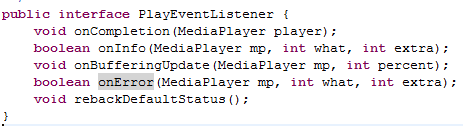 public interface PlayEventListener {
    void onCompletion(MediaPlayer player);
    boolean onInfo(MediaPlayer mp, int what, int extra);
    void onBufferingUpdate(MediaPlayer mp, int percent);
    boolean onError(MediaPlayer mp, int what, int extra);
    void rebackDefaultStatus();
}